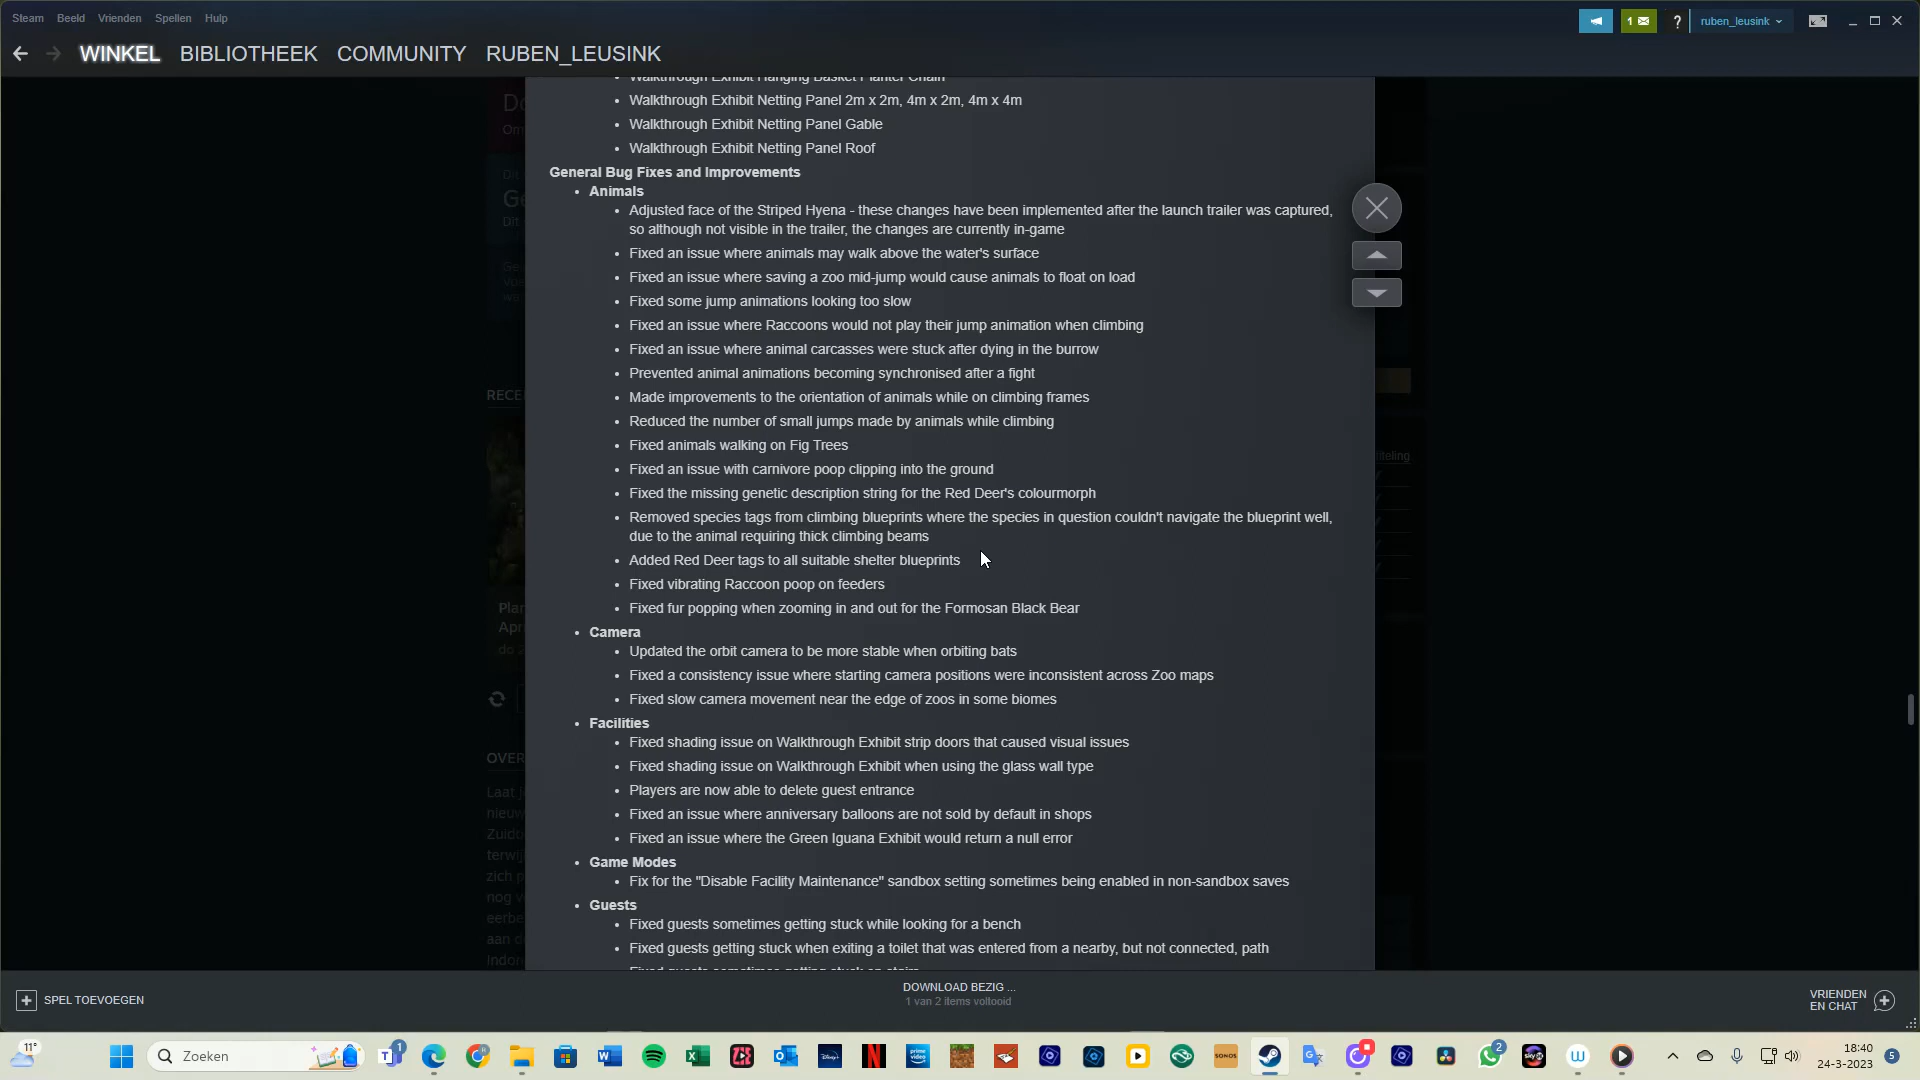 Steam Beeld Vrienden Spellen Hulp
1 ? ruben_leusink
WINKEL BIBLIOTHEEK COMMUNITY RUBEN_LEUSINK
Walkthrough Exhibit Hanging Basket Planter Chain
• Walkthrough Exhibit Netting Panel 2m x 2m, 4m x 2m, 4m x 4m
• Walkthrough Exhibit Netting Panel Gable
• Walkthrough Exhibit Netting Panel Roof
General Bug Fixes and Improvements
• Animals
• Adjusted face of the Striped Hyena - these changes have been implemented after the launch trailer was captured,
so although not visible in the trailer, the changes are currently in-game
• Fixed an issue where animals may walk above the water's surface
• Fixed an issue where saving a zoo mid-jump would cause animals to float on load
• Fixed some jump animations looking too slow
• Fixed an issue where Raccoons would not play their jump animation when climbing
• Fixed an issue where animal carcasses were stuck after dying in the burrow
• Prevented animal animations becoming synchronised after a fight
• Made improvements to the orientation of animals while on climbing frames
• Reduced the number of small jumps made by animals while climbing
• Fixed animals walking on Fig Trees
• Fixed an issue with carnivore poop clipping into the ground
• Fixed the missing genetic description string for the Red Deer's colourmorph
• Removed species tags from climbing blueprints where the species in question couldn't navigate the blueprint well,
due to the animal requiring thick climbing beams
• Added Red Deer tags to all suitable shelter blueprints
• Fixed vibrating Raccoon poop on feeders
• Fixed fur popping when zooming in and out for the Formosan Black Bear
• Camera
• Updated the orbit camera to be more stable when orbiting bats
• Fixed a consistency issue where starting camera positions were inconsistent across Zoo maps
• Fixed slow camera movement near the edge of zoos in some biomes
• Facilities
• Fixed shading issue on Walkthrough Exhibit strip doors that caused visual issues
• Fixed shading issue on Walkthrough Exhibit when using the glass wall type
• Players are now able to delete guest entrance
• Fixed an issue where anniversary balloons are not sold by default in shops
• Fixed an issue where the Green Iguana Exhibit would return a null error
• Game Modes
• Fix for the "Disable Facility Maintenance" sandbox setting sometimes being enabled in non-sandbox saves
• Guests
• Fixed guests sometimes getting stuck while looking for a bench
• Fixed guests getting stuck when exiting a toilet that was entered from a nearby, but not connected, path
Fixed guests sometimes getting stuck on stairs
RECE
OVER
SPEL TOEVOEGEN
DOWNLOAD BEZIG ...
1 van 2 items voltooid
VRIENDEN
EN CHAT
11°
Zoeken
1
2
SONOS
18:40
24-3-2023
5